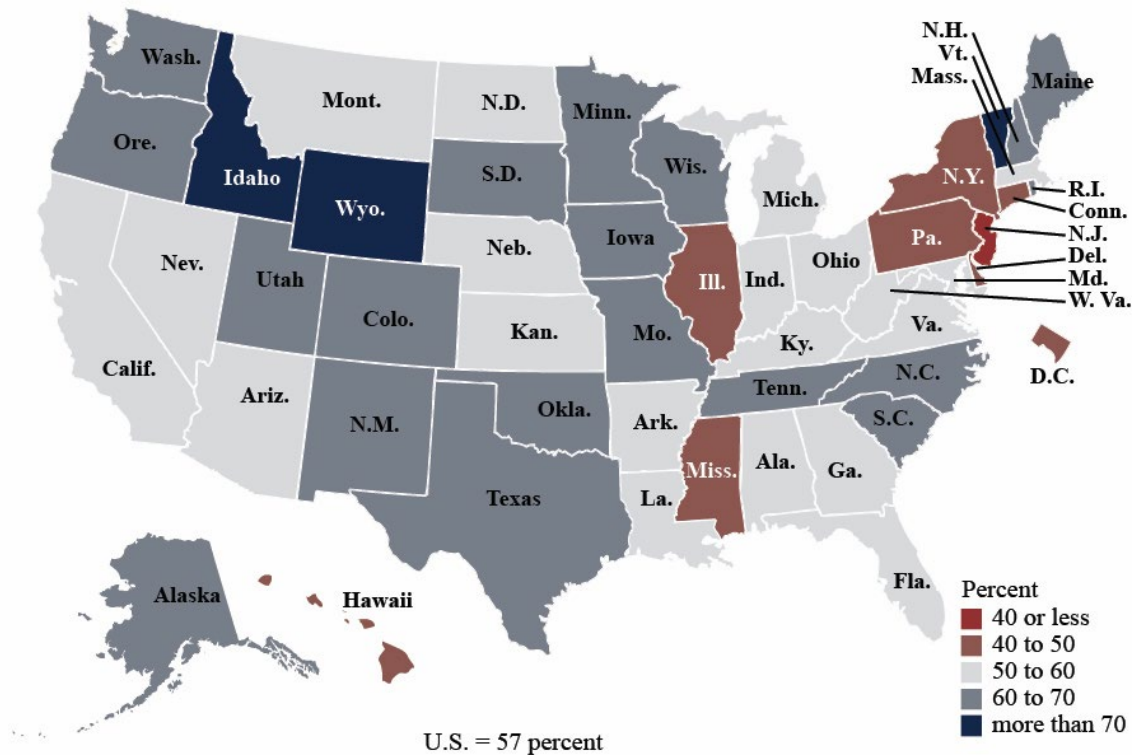 N.H.
Vt.
Mass.
Wash.
Maine
Mont.
N.D.
Minn.
Ore.
Idaho
S.D.
Wis.
N.Y.
Mich.
R.I.
Wyo.
Conn.
Iowa
Pa.
N.J.
Neb.
Ohio
Del.
Nev.
Utah
Ill.
Ind.
Md.
Colo.
W. Va.
Kan.
Mo.
Va.
Ky.
Calif.
D.C.
N.C.
Tenn.
Ariz.
Okla.
N.M.
Ark.
S.C.
Miss.
Ala.
Ga.
Texas
La.
Fla.
Alaska
Hawaii
Percent
40 or less
40 to 50
50 to 60
60 to 70
more than 70
U.S. = 57 percent